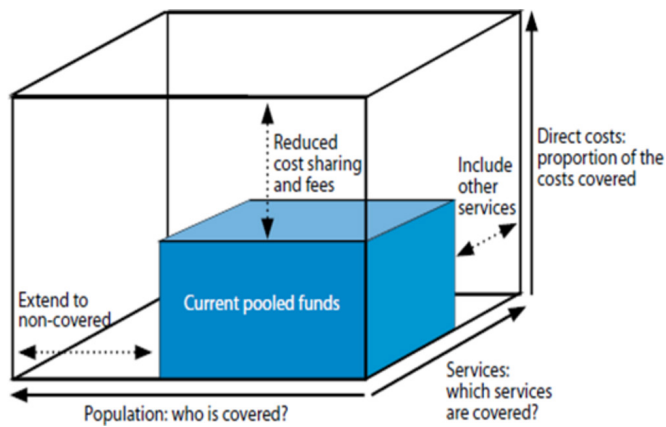 Reduced
cost sharing
and fees
Include
other
services
Direct costs:
proportion of the
costs covered
Extend to
non-covered
Current pooled funds
Services:
which services
are covered?
Population: who is covered?